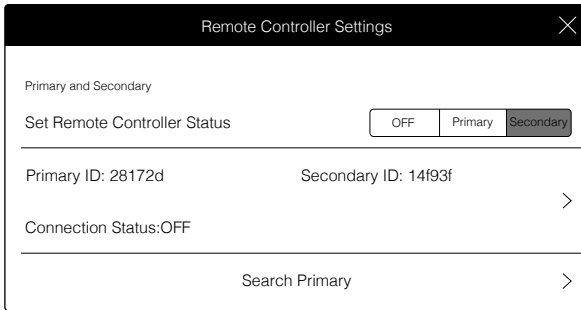 Remote Controller Settings
Primary and Secondary
Set Remote Controller Status OFF Primary Secondary
Primary ID: 28172d Secondary ID: 14f93f
Connection Status:OFF
Search Primary